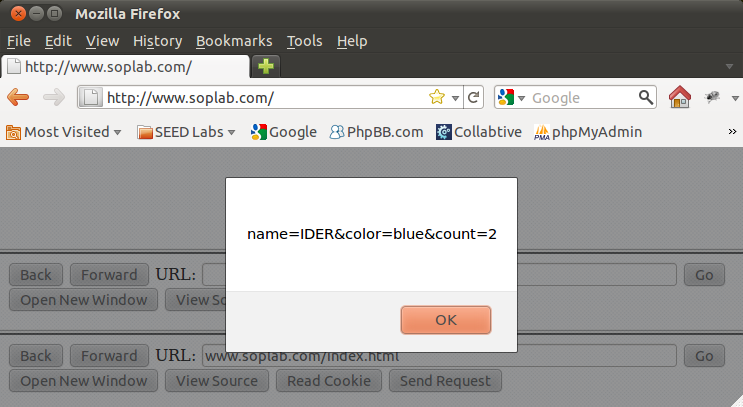 Mozilla Firefox
File Edit View History Bookmarks Tools Help
http://www.soplab.com/
http://www.soplab.com/ Google
Most Visited SEED Labs Google PhpBB.com Collabtive PMA phpMyAdmin »
name=IDER&color=blue&count=2
Back Forward URL: Go
Open New Window View So
OK
Back Forward URL: www.soplab.com/index.html Go
Open New Window View Source Read Cookie Send Request